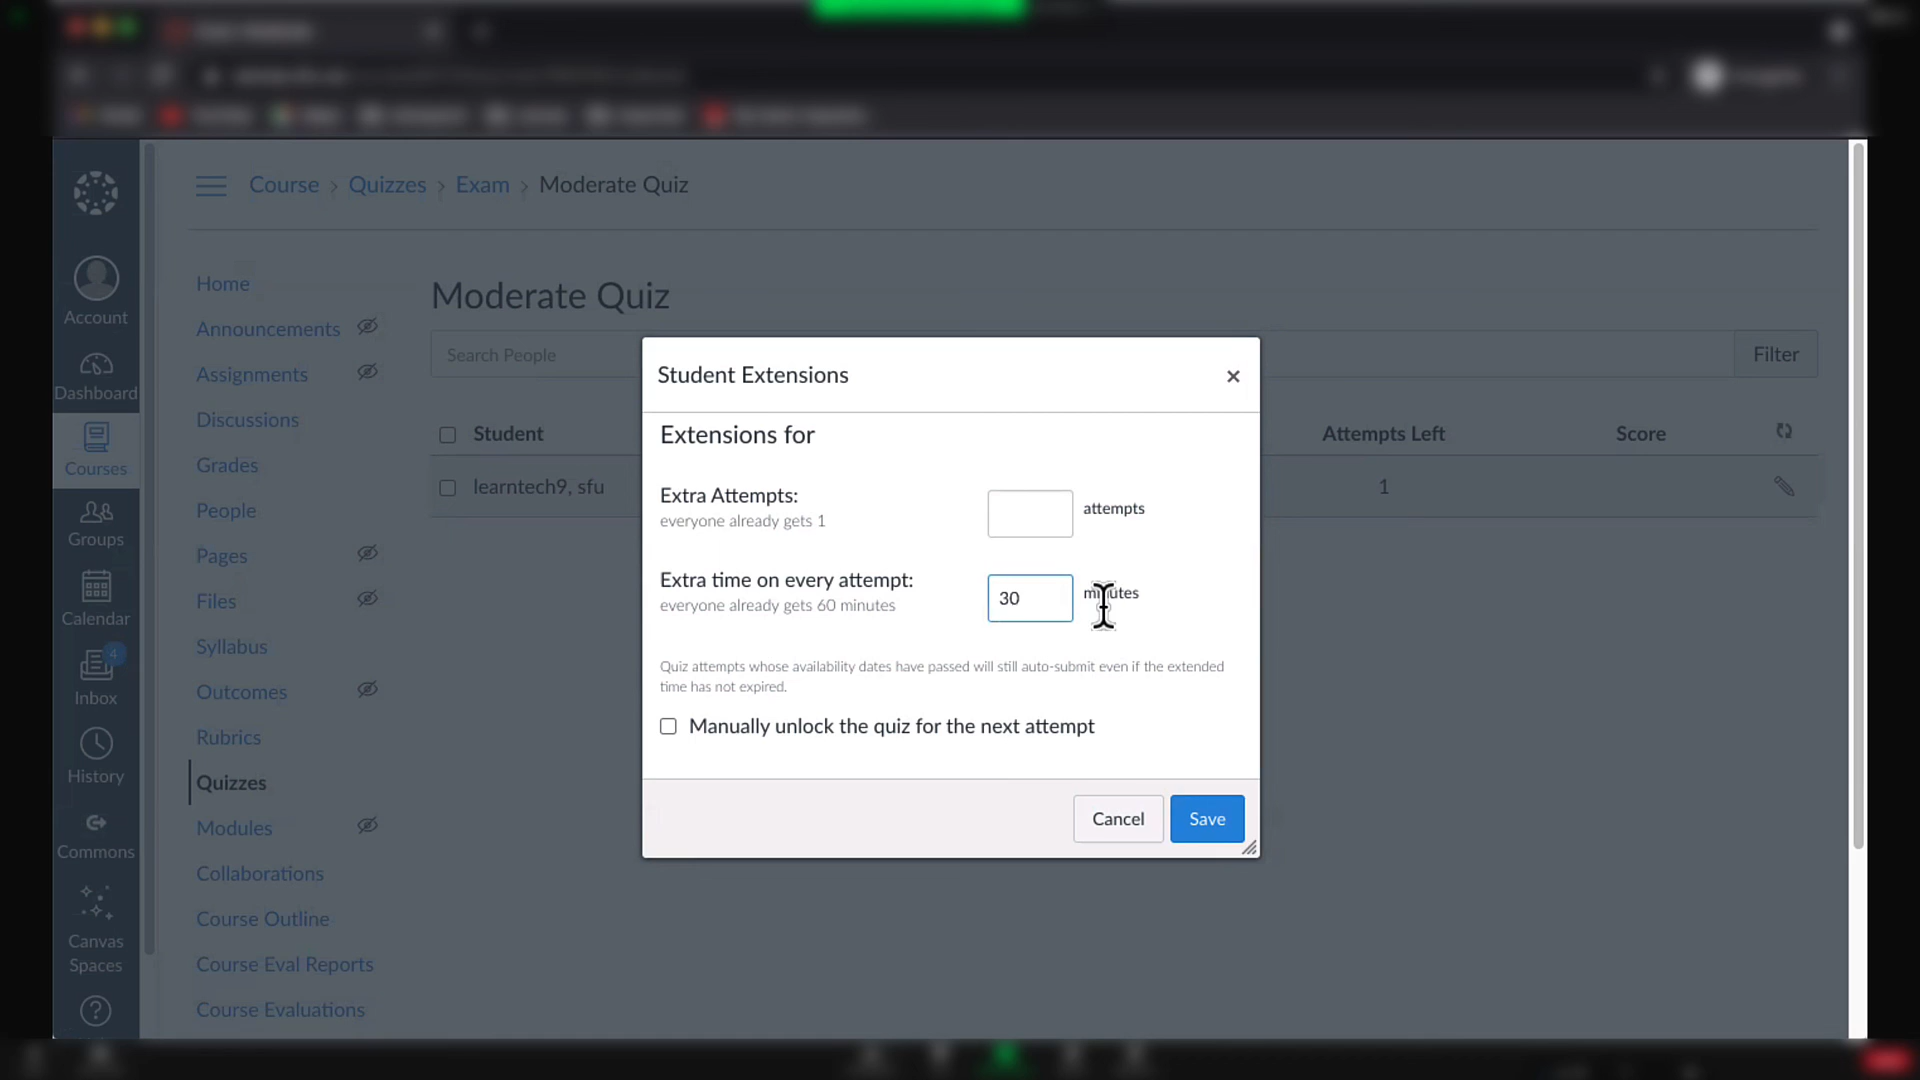 Course > Quizzes > Exam > Moderate Quiz
Account
Dashboard
Courses
Groups
Calendar
4
Inbox
History
Commons
Canvas
Spaces
Home
Announcements
Assignments
Discussions
Grades
People
Pages
Files
Syllabus
Outcomes
Rubrics
Quizzes
Modules
Collaborations
Course Outline
Course Eval Reports
Course Evaluations
Moderate Quiz
Search People
Filter
Student
Attempts Left
Score
learntech9, sfu
1
Student Extensions
×
Extensions for
Extra Attempts:
everyone already gets 1
attempts
Extra time on every attempt:
everyone already gets 60 minutes
30
minutes
Quiz attempts whose availability dates have passed will still auto-submit even if the extended
time has not expired.
Manually unlock the quiz for the next attempt
Cancel
Save